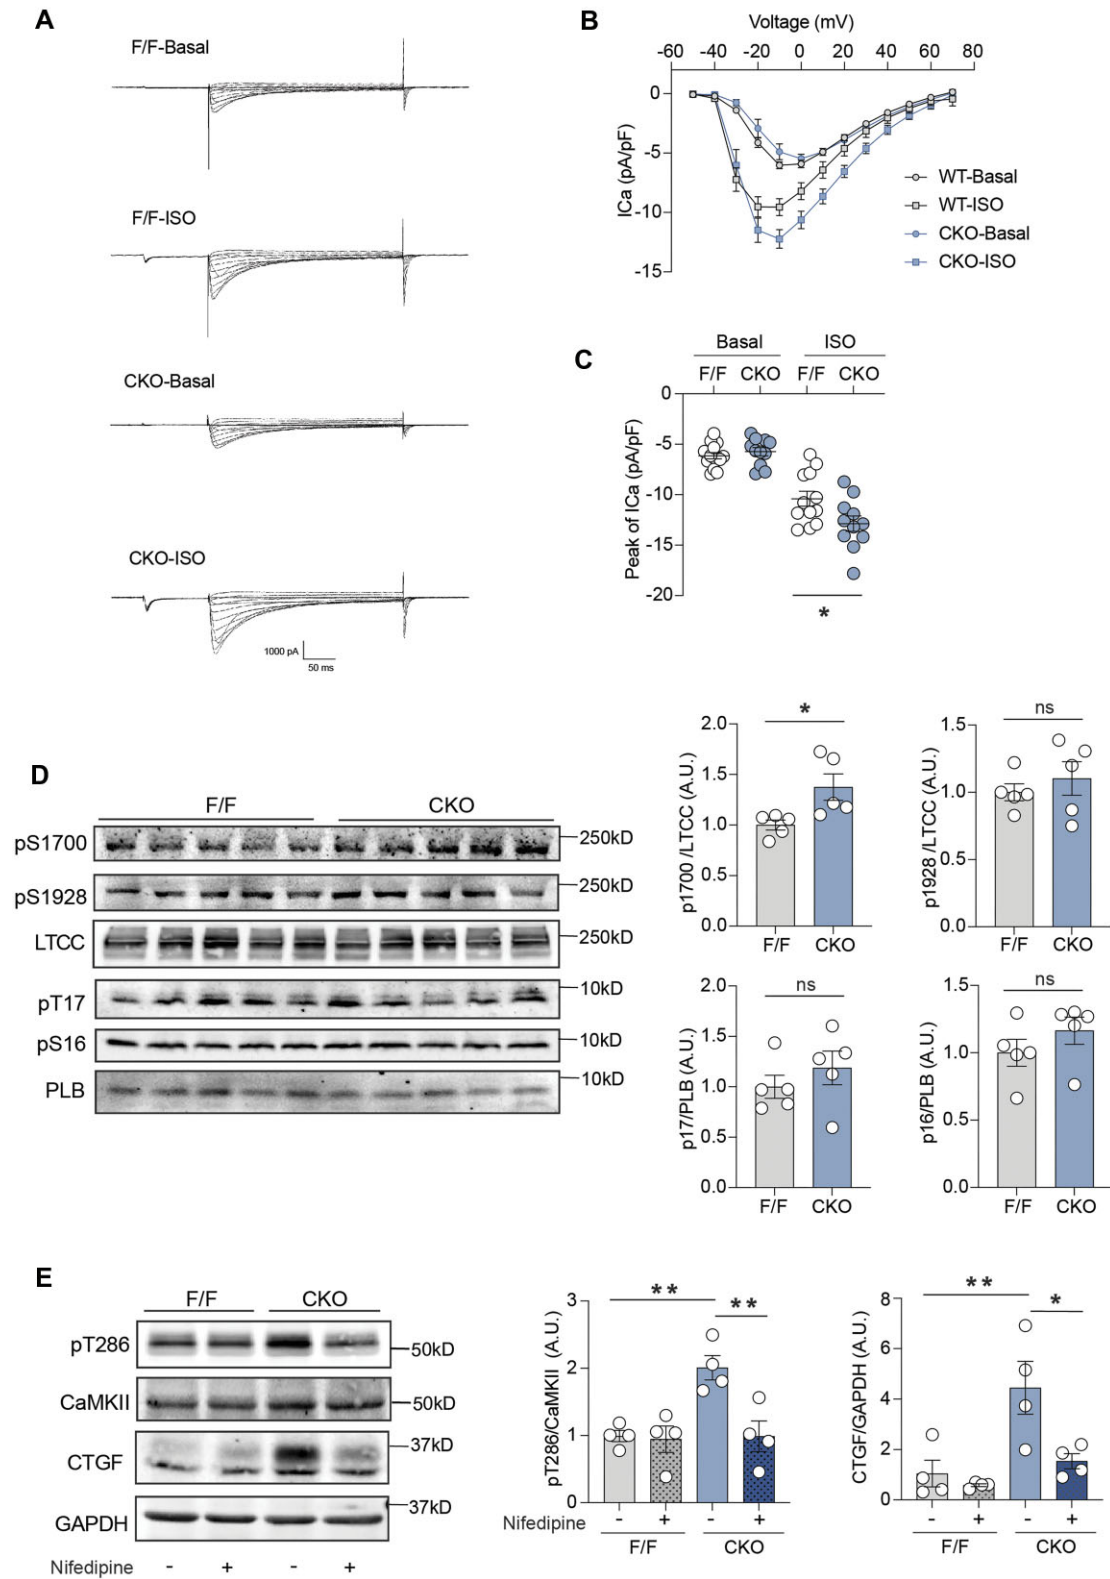 A
F/F-Basal
F/F-ISO
CKO-Basal
CKO-ISO
1000 pA
50 ms
B
Voltage (mV)
-60 -40 -20 0 20 40 60 80
0
-5
-10
-15
ICa (pA/pF)
WT-Basal
WT-ISO
CKO-Basal
CKO-ISO
C
Basal ISO
F/F CKO F/F CKO
0
-5
-10
-15
-20
Peak of ICa (pA/pF)
*
D
F/F CKO
pS1700 250kD
pS1928 250kD
LTCC 250kD
pT17 10kD
pS16 10kD
PLB 10kD
*
2.0
1.5
1.0
0.5
0.0
p1700 /LTCC (A.U.)
F/F CKO
ns
1.5
1.0
0.5
0.0
p1928 /LTCC (A.U.)
F/F CKO
ns
2.0
1.5
1.0
0.5
0.0
p17/PLB (A.U.)
F/F CKO
ns
1.5
1.0
0.5
0.0
p16/PLB (A.U.)
F/F CKO
E
F/F CKO
pT286 50kD
CaMKII 50kD
CTGF 37kD
GAPDH 37kD
Nifedipine - + - +
** **
3
2
1
0
pT286/CaMKII (A.U.)
Nifedipine - + - +
F/F CKO
** *
8
6
4
2
0
CTGF/GAPDH (A.U.)
- + - +
F/F CKO